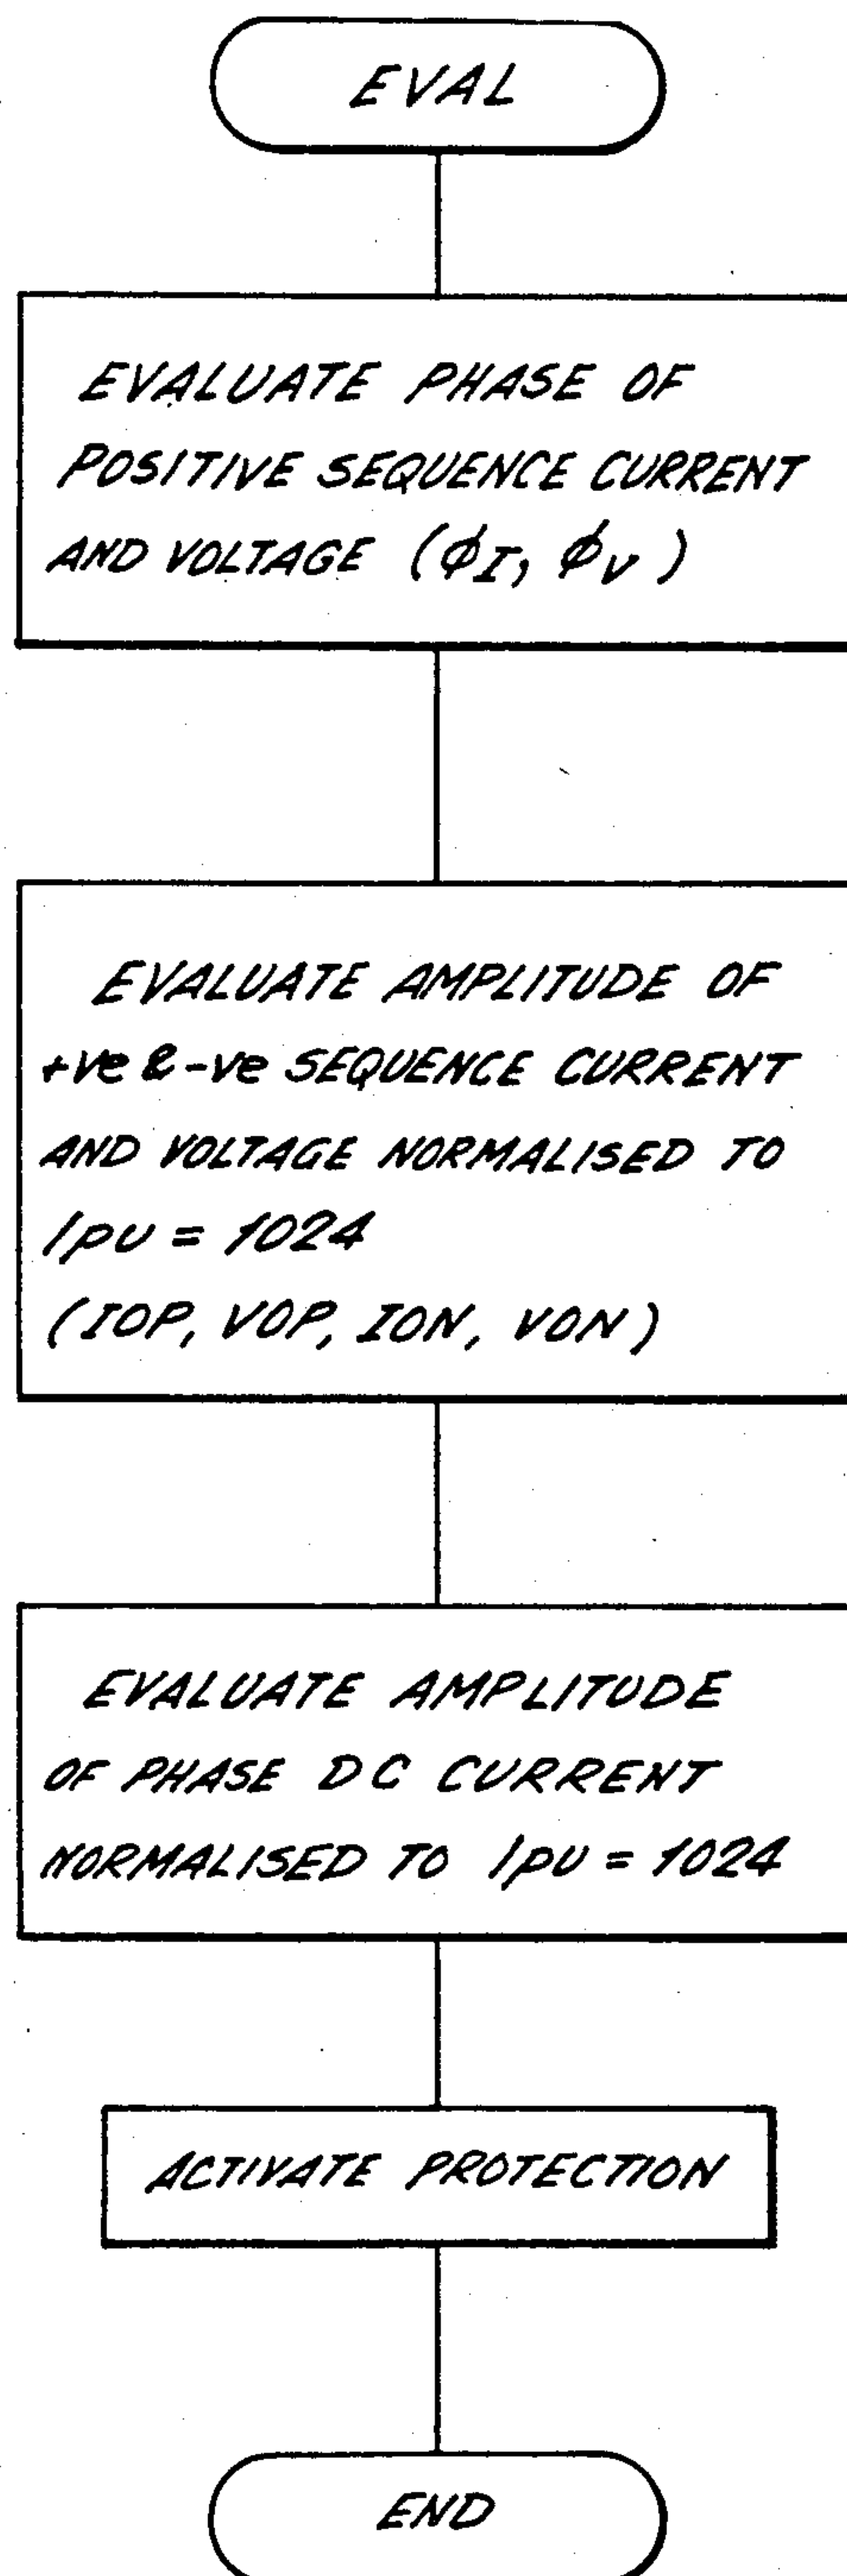 EVAL
EVALUATE PHASE OF
POSITIVE SEQUENCE CURRENT
AND VOLTAGE (ϕI, ϕV)
EVALUATE AMPLITUDE OF
+ve & -ve SEQUENCE CURRENT
AND VOLTAGE NORMALISED TO
1pu = 1024
(IOP, VOP, ION, VON)
EVALUATE AMPLITUDE
OF PHASE DC CURRENT
NORMALISED TO 1pu = 1024
ACTIVATE PROTECTION
END